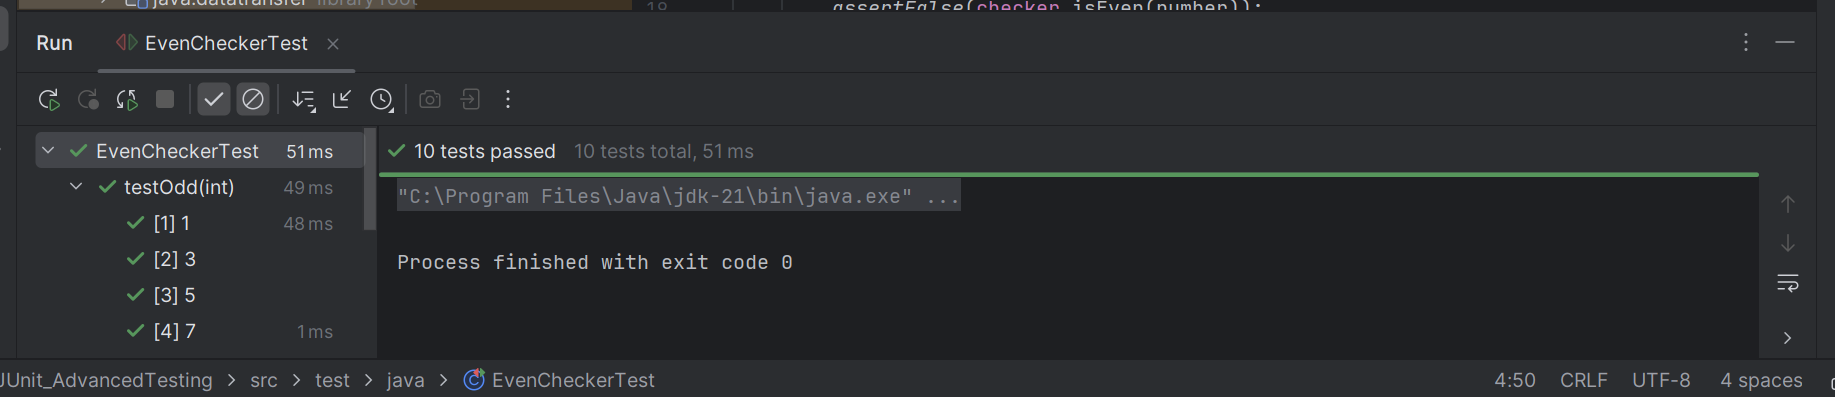 java.datatransfer library root
18 assertFalse(checker.isEven(number));
Run EvenCheckerTest
EvenCheckerTest 51 ms
10 tests passed 10 tests total, 51 ms
testOdd(int) 49 ms
"C:\Program Files\Java\jdk-21\bin\java.exe" ...
[1] 1 48 ms
[2] 3
Process finished with exit code 0
[3] 5
[4] 7 1 ms
JUnit_AdvancedTesting > src > test > java > EvenCheckerTest 4:50 CRLF UTF-8 4 spaces